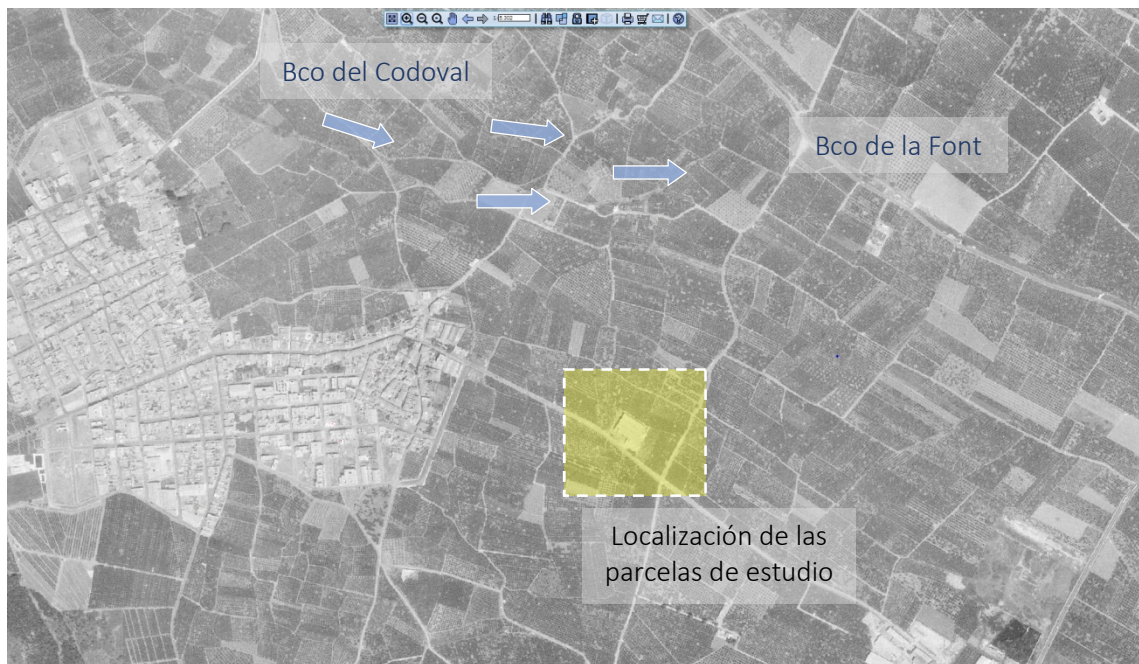 Bco del Codoval
Bco de la Font
Localización de las
parcelas de estudio